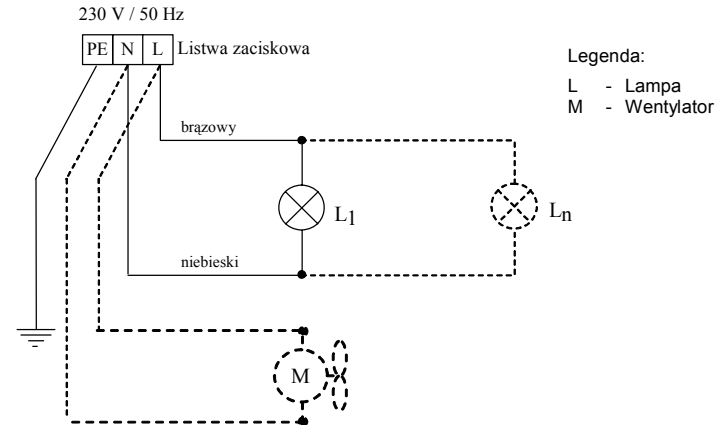 230 V / 50 Hz
PE N L Listwa zaciskowa
Legenda:
L - Lampa
M - Wentylator
brązowy
L1
Ln
niebieski
M